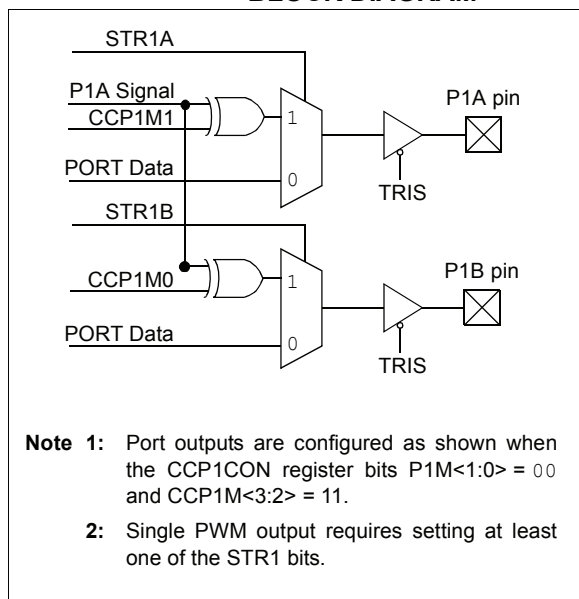 STR1A
P1A Signal
CCP1M1
1
P1A pin
PORT Data
0
TRIS
STR1B
CCP1M0
1
P1B pin
PORT Data
0
TRIS
Note 1: Port outputs are configured as shown when
the CCP1CON register bits P1M<1:0> = 00
and CCP1M<3:2> = 11.
2: Single PWM output requires setting at least
one of the STR1 bits.